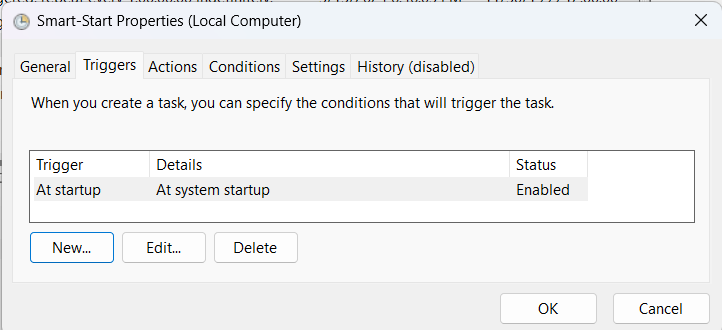 Smart-Start Properties (Local Computer)
General Triggers Actions Conditions Settings History (disabled)
When you create a task, you can specify the conditions that will trigger the task.
Trigger Details Status
At startup At system startup Enabled
New... Edit... Delete
OK Cancel